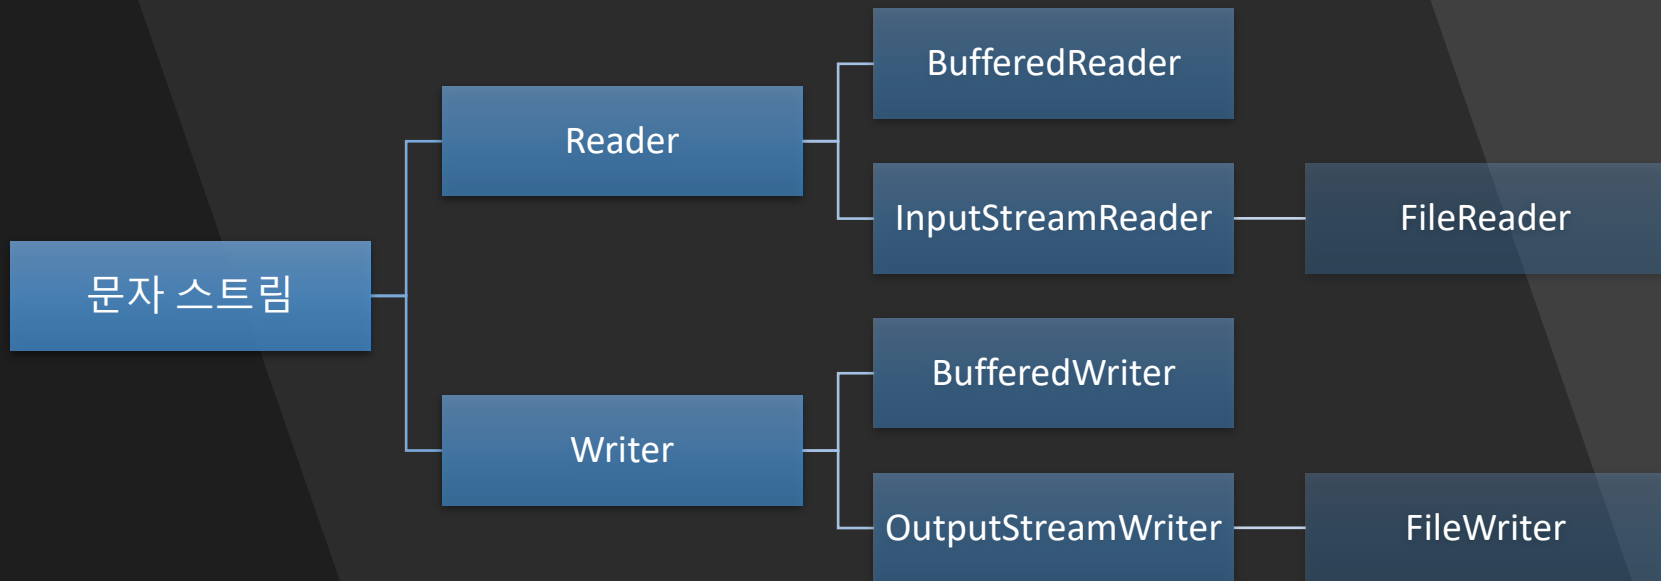 문자 스트림
Reader
BufferedReader
InputStreamReader
FileReader
Writer
BufferedWriter
OutputStreamWriter
FileWriter